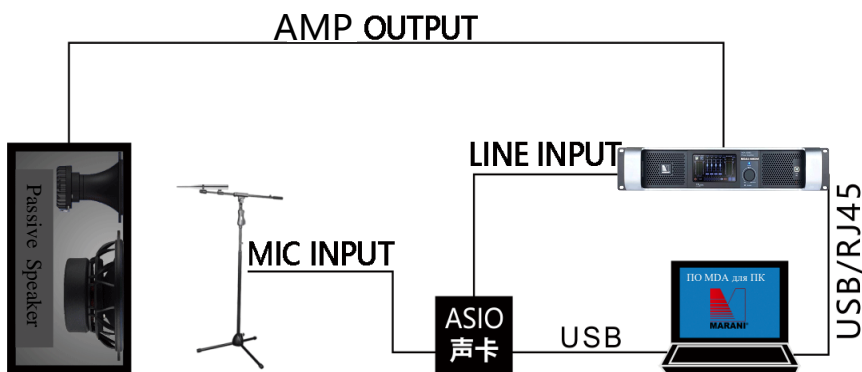 AMP OUTPUT
LINE INPUT
Passive Speaker
MIC INPUT
USB/RJ45
ПО MDA для ПК
MARANI®
ASIO
声卡
USB